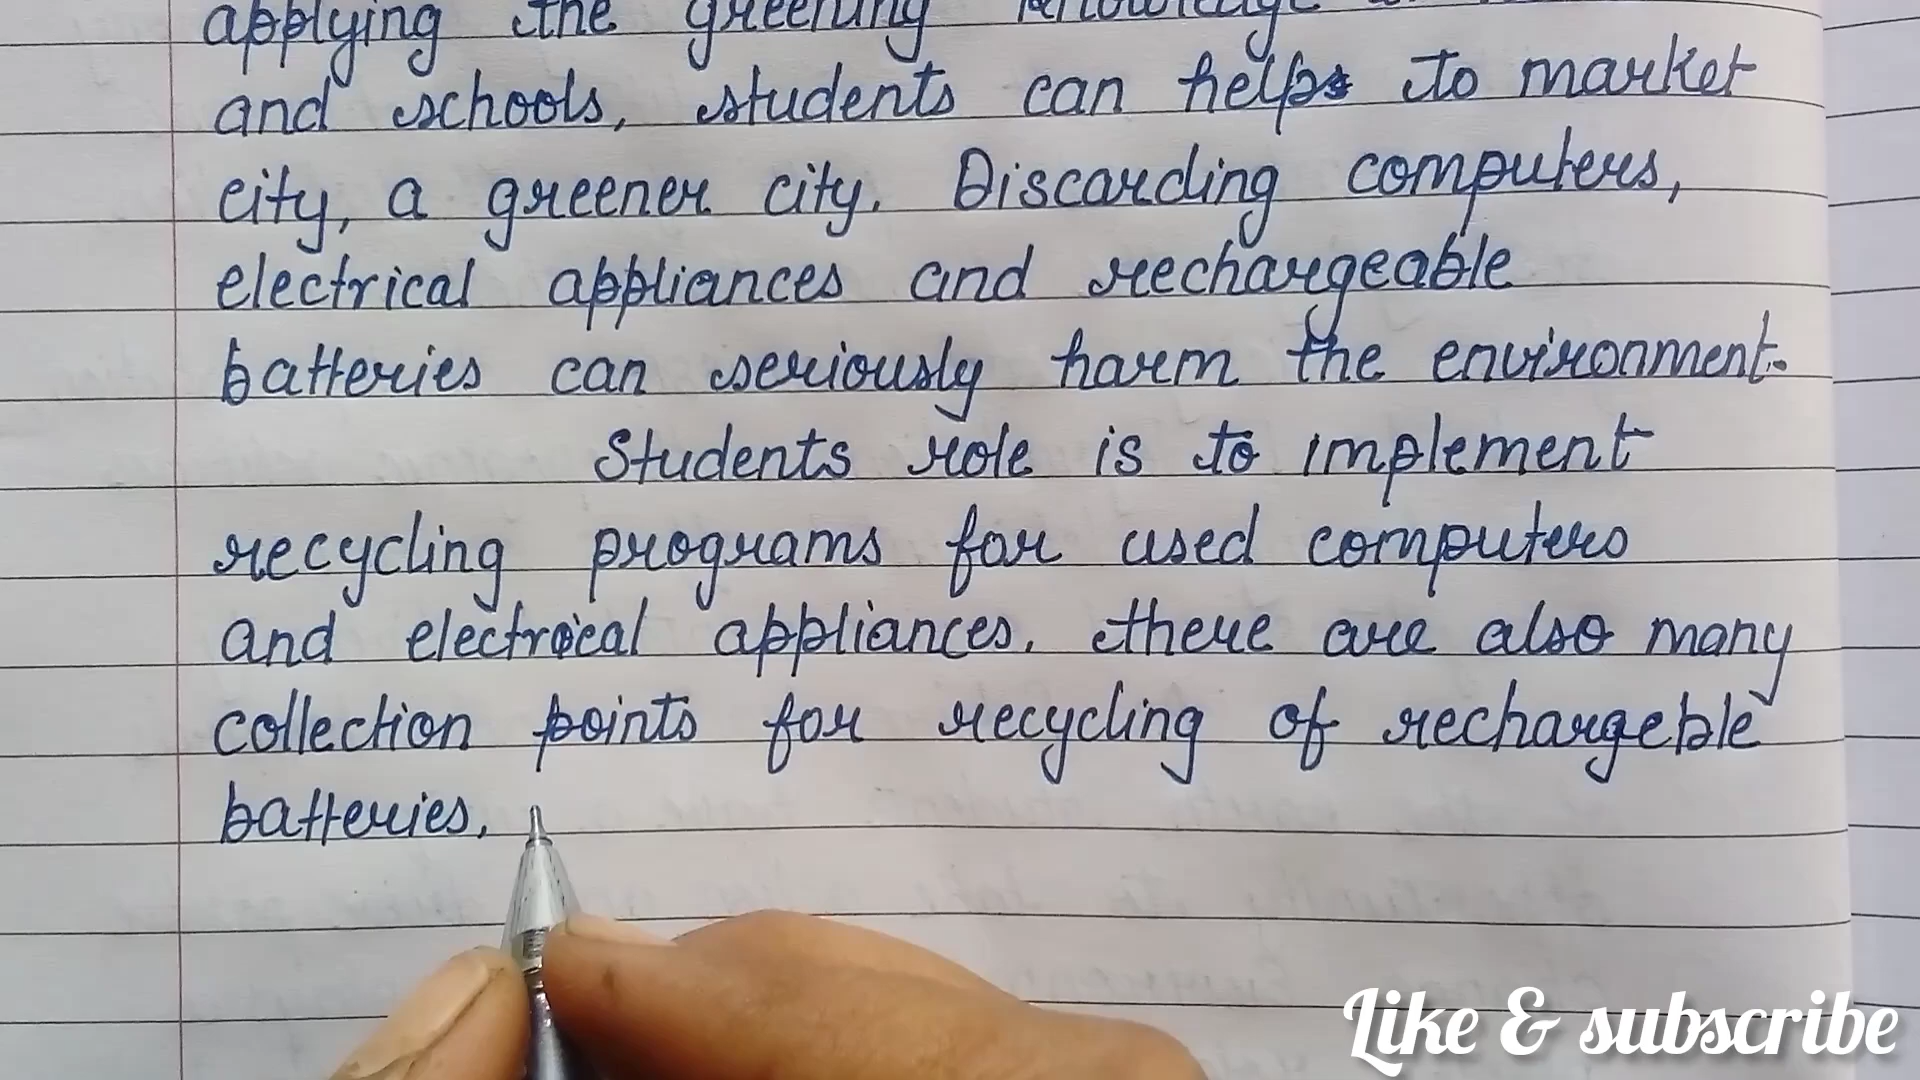 applying the greening knowledge
and schools, students can helps to market
city, a greener city. Discarding computers,
electrical appliances and rechargeable
batteries can seriously harm the environment.
Students role is to implement
recycling programs for used computers
and electrical appliances. there are also many
collection points for recycling of rechargeble
batteries.
Like & subscribe